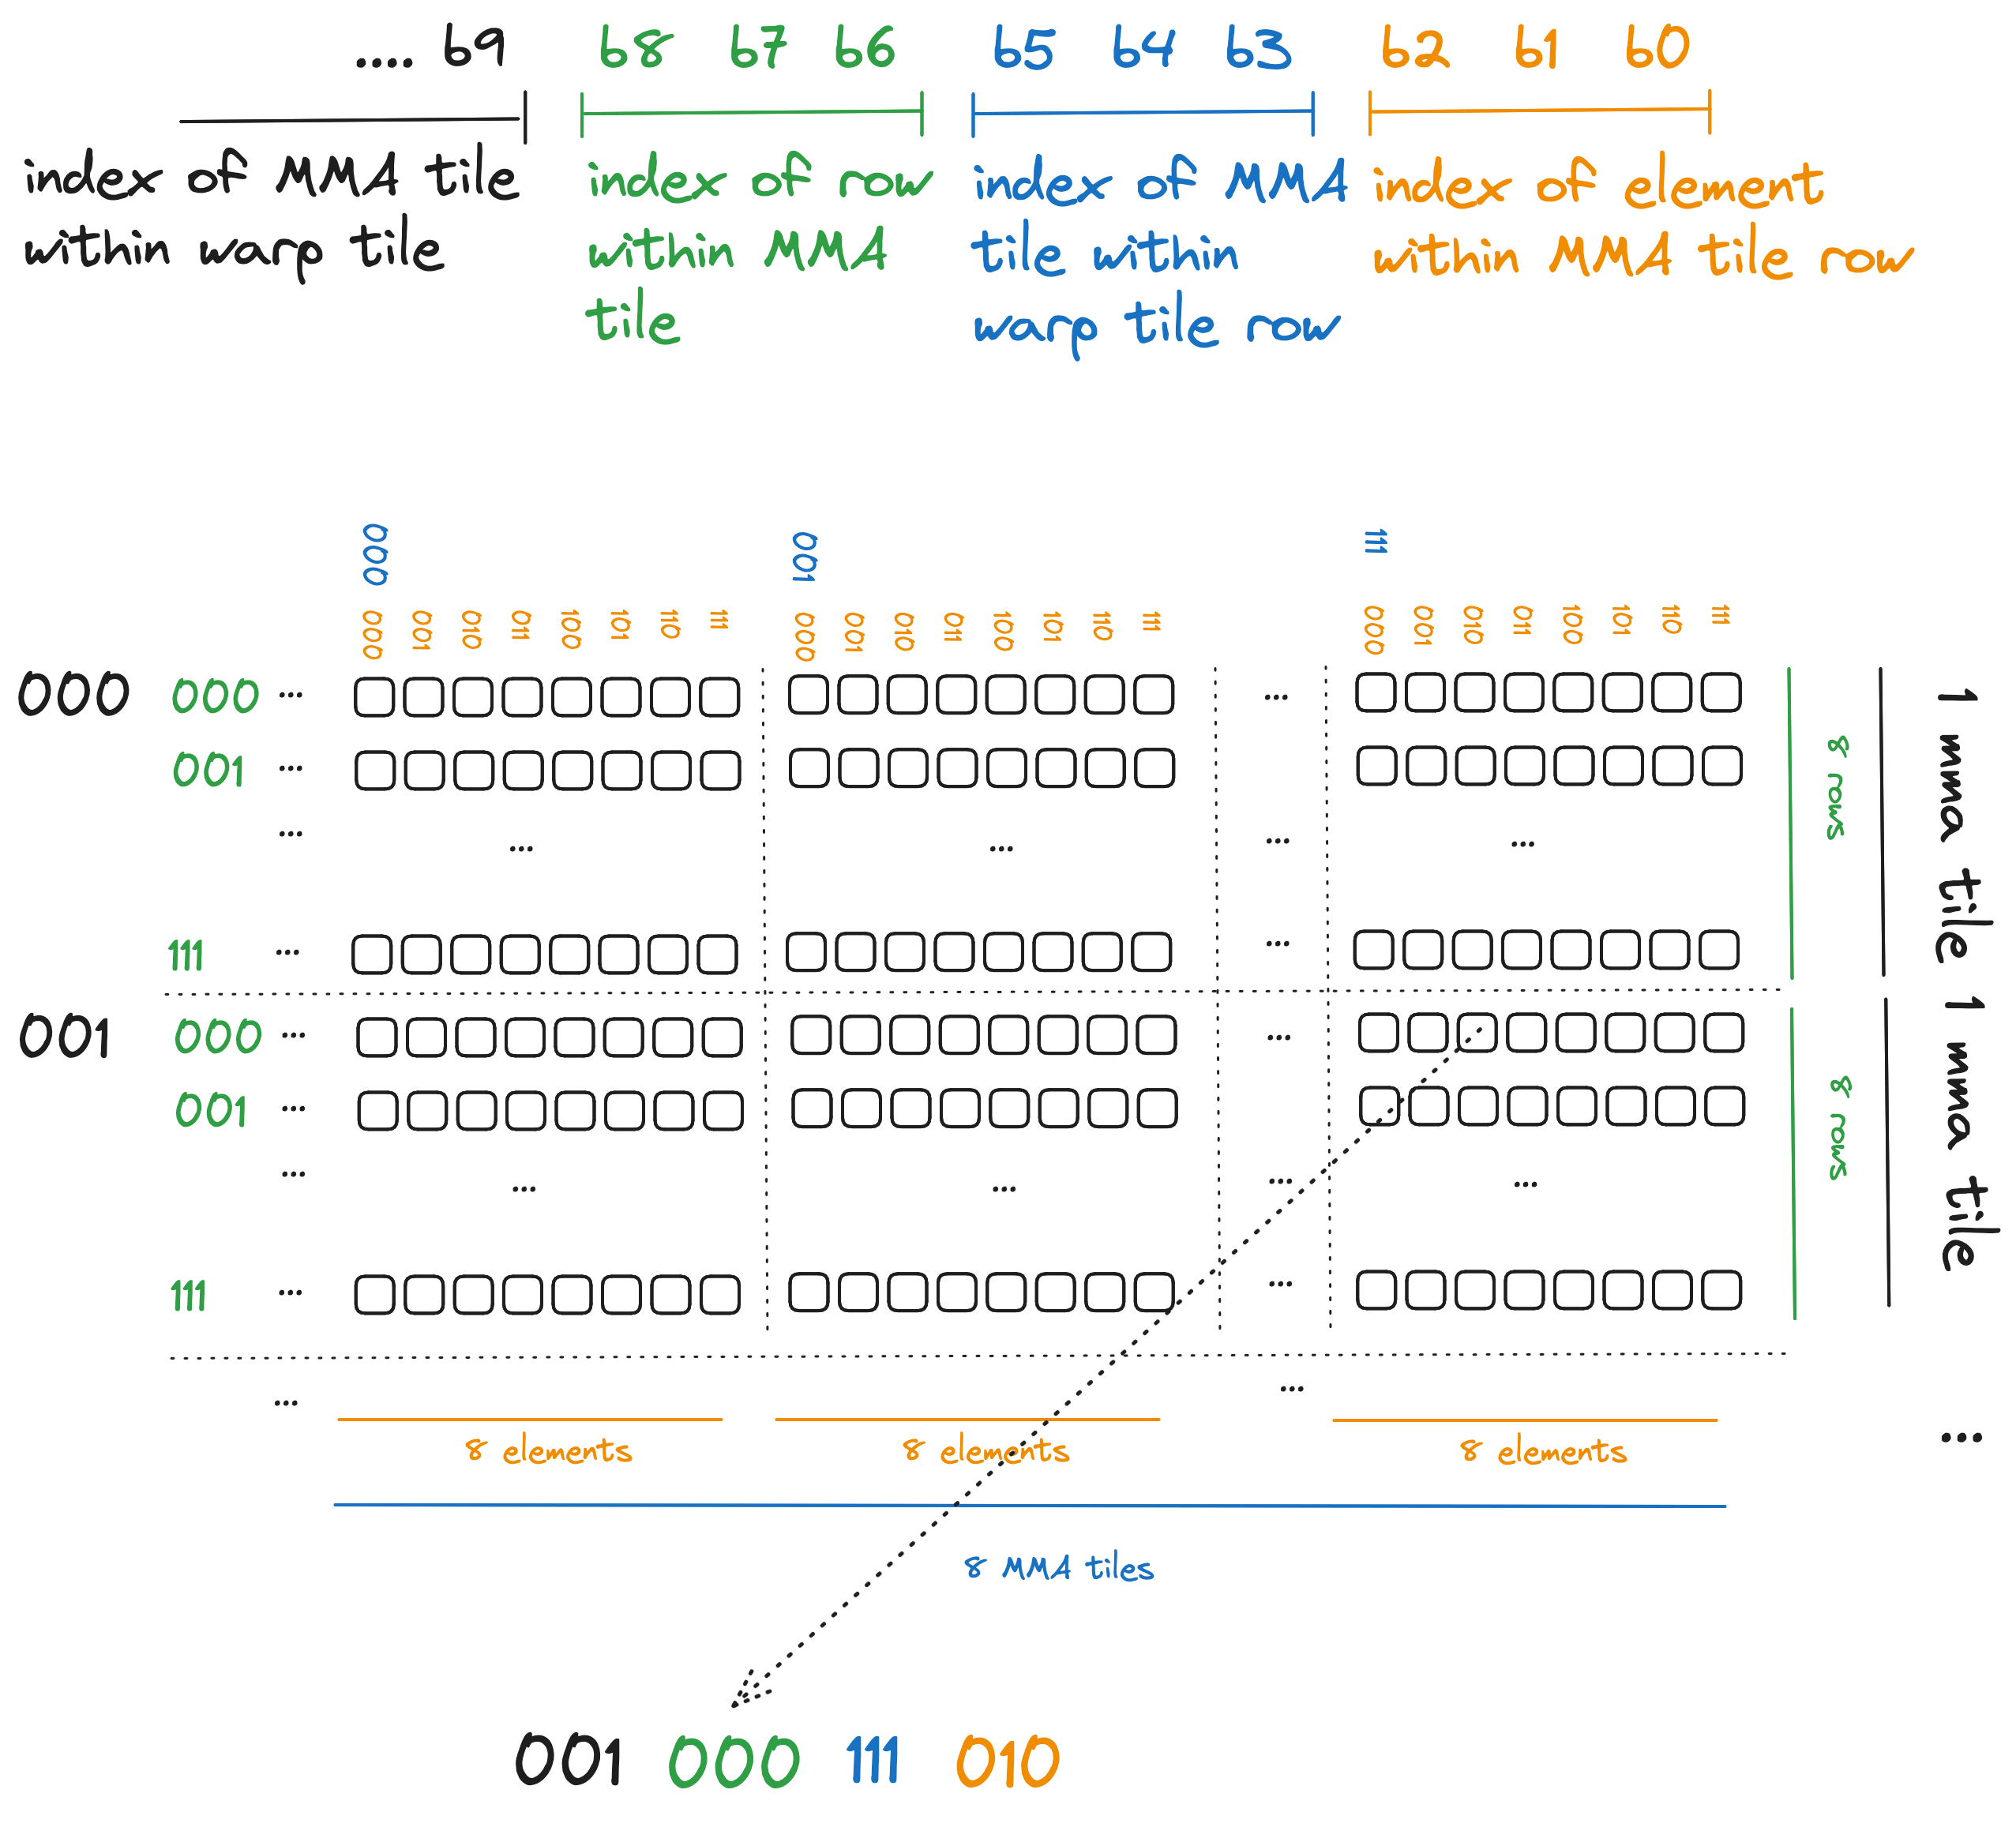 .... b9 b8 b7 b6 b5 b4 b3 b2 b1 b0
index of MMA tile
within warp tile
index of row
within MMA
tile
index of MMA
tile within
warp tile row
index of element
within MMA tile row
000 001 111
000 001 010 011 100 101 110 111 000 001 010 011 100 101 110 111 000 001 010 011 100 101 110 111
000 000 ... ...
001 ...
... ... ... ... ...
111 ... ...
8 rows
1 mma tile
001 000 ... ...
001 ...
... ... ... ... ...
111 ... ...
8 rows
1 mma tile
... ... ...
8 elements 8 elements 8 elements
8 MMA tiles
001 000 111 010